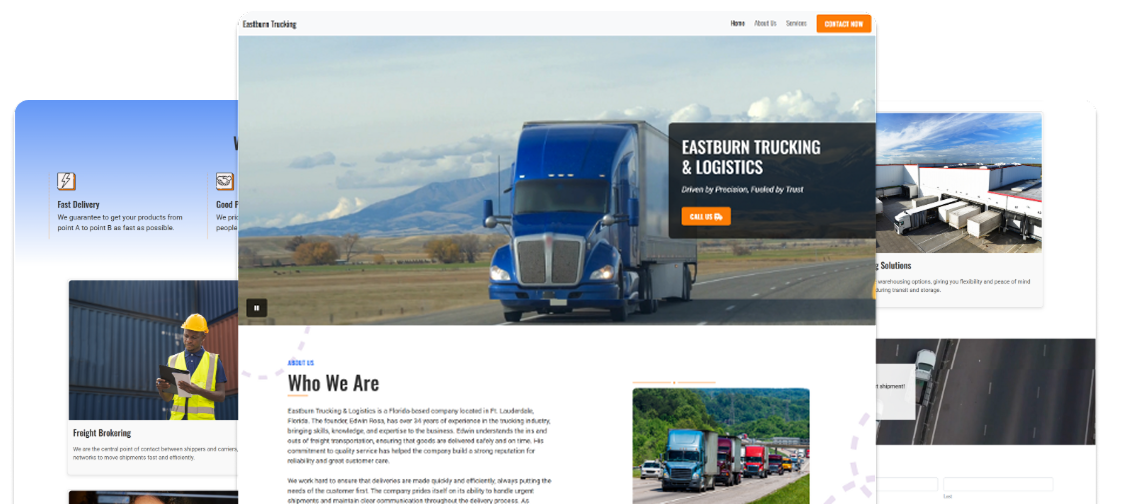 Eastburn Trucking
Home About Us Services CONTACT NOW
EASTBURN TRUCKING
& LOGISTICS
Driven by Precision, Fueled by Trust
CALL US
W
Fast Delivery
We guarantee to get your products from
point A to point B as fast as possible.
Good F
We pric
people
Freight Brokering
We are the central point of contact between shippers and carriers,
networks to move shipments fast and efficiently.
ABOUT US
Who We Are
Eastburn Trucking & Logistics is a Florida-based company located in Ft. Lauderdale,
Florida. The founder, Edwin Rosa, has over 34 years of experience in the trucking industry,
bringing skills, knowledge, and expertise to the business. Edwin understands the ins and
outs of freight transportation, ensuring that goods are delivered safely and on time. His
commitment to quality service has helped the company build a strong reputation for
reliability and great customer care.
We work hard to ensure that deliveries are made quickly and efficiently, always putting the
needs of the customer first. The company prides itself on its ability to handle urgent
shipments and maintain clear communication throughout the delivery process. As
g Solutions
warehousing options, giving you flexibility and peace of mind
during transit and storage.
t shipment!
Last